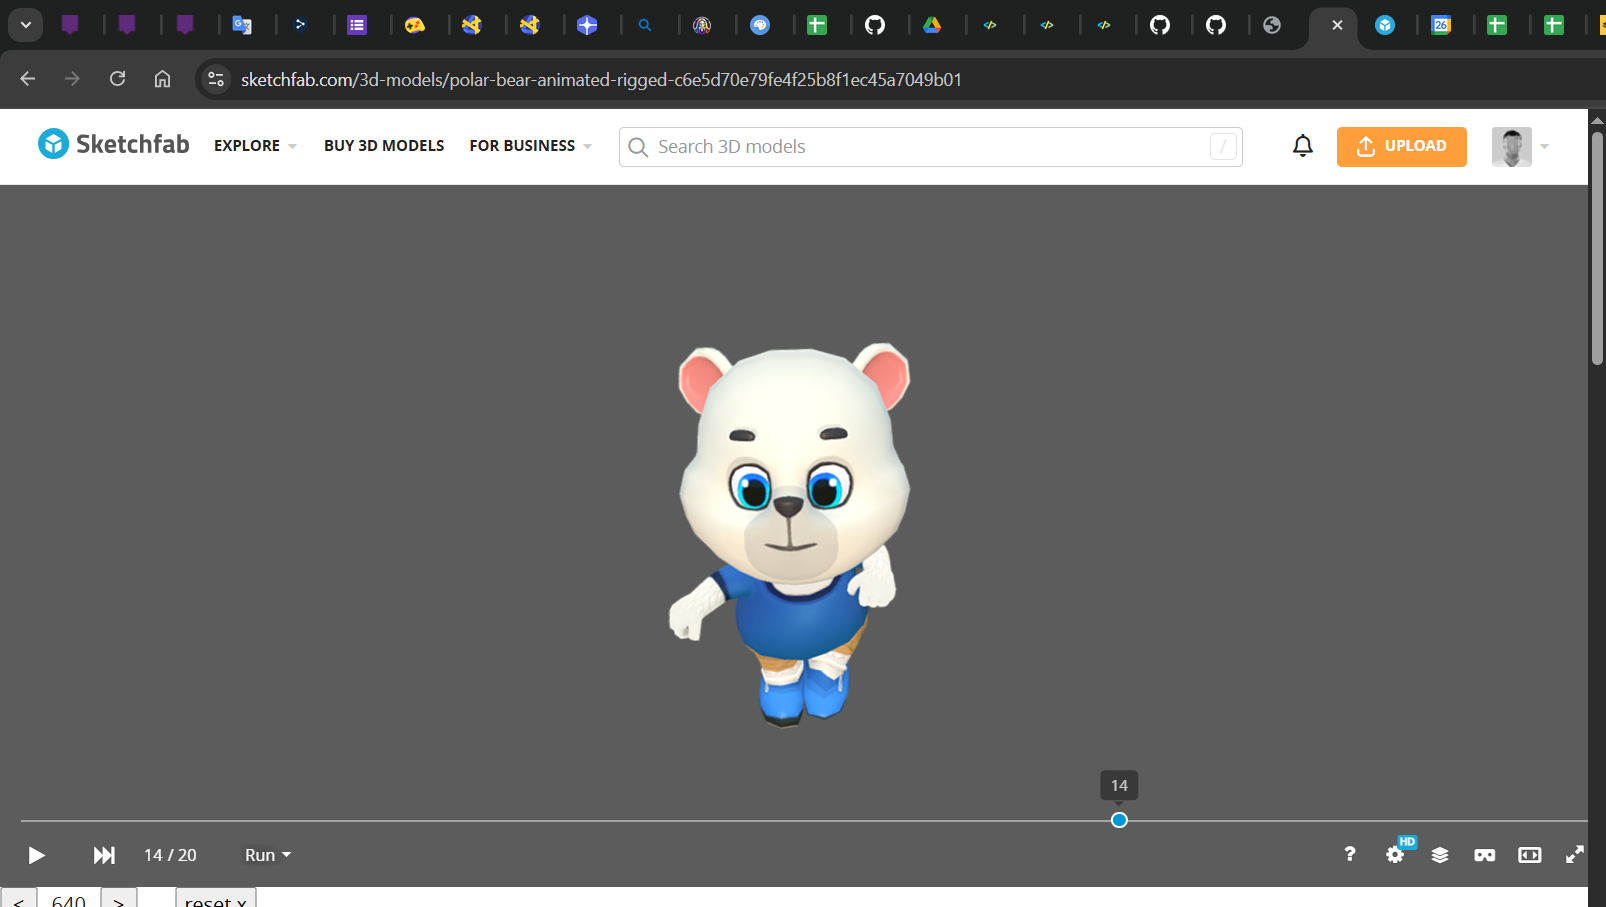 26
sketchfab.com/3d-models/polar-bear-animated-rigged-c6e5d70e79fe4f25b8f1ec45a7049b01
Sketchfab EXPLORE BUY 3D MODELS FOR BUSINESS Search 3D models / UPLOAD
14
14 / 20 Run ? HD
< 640 > reset x